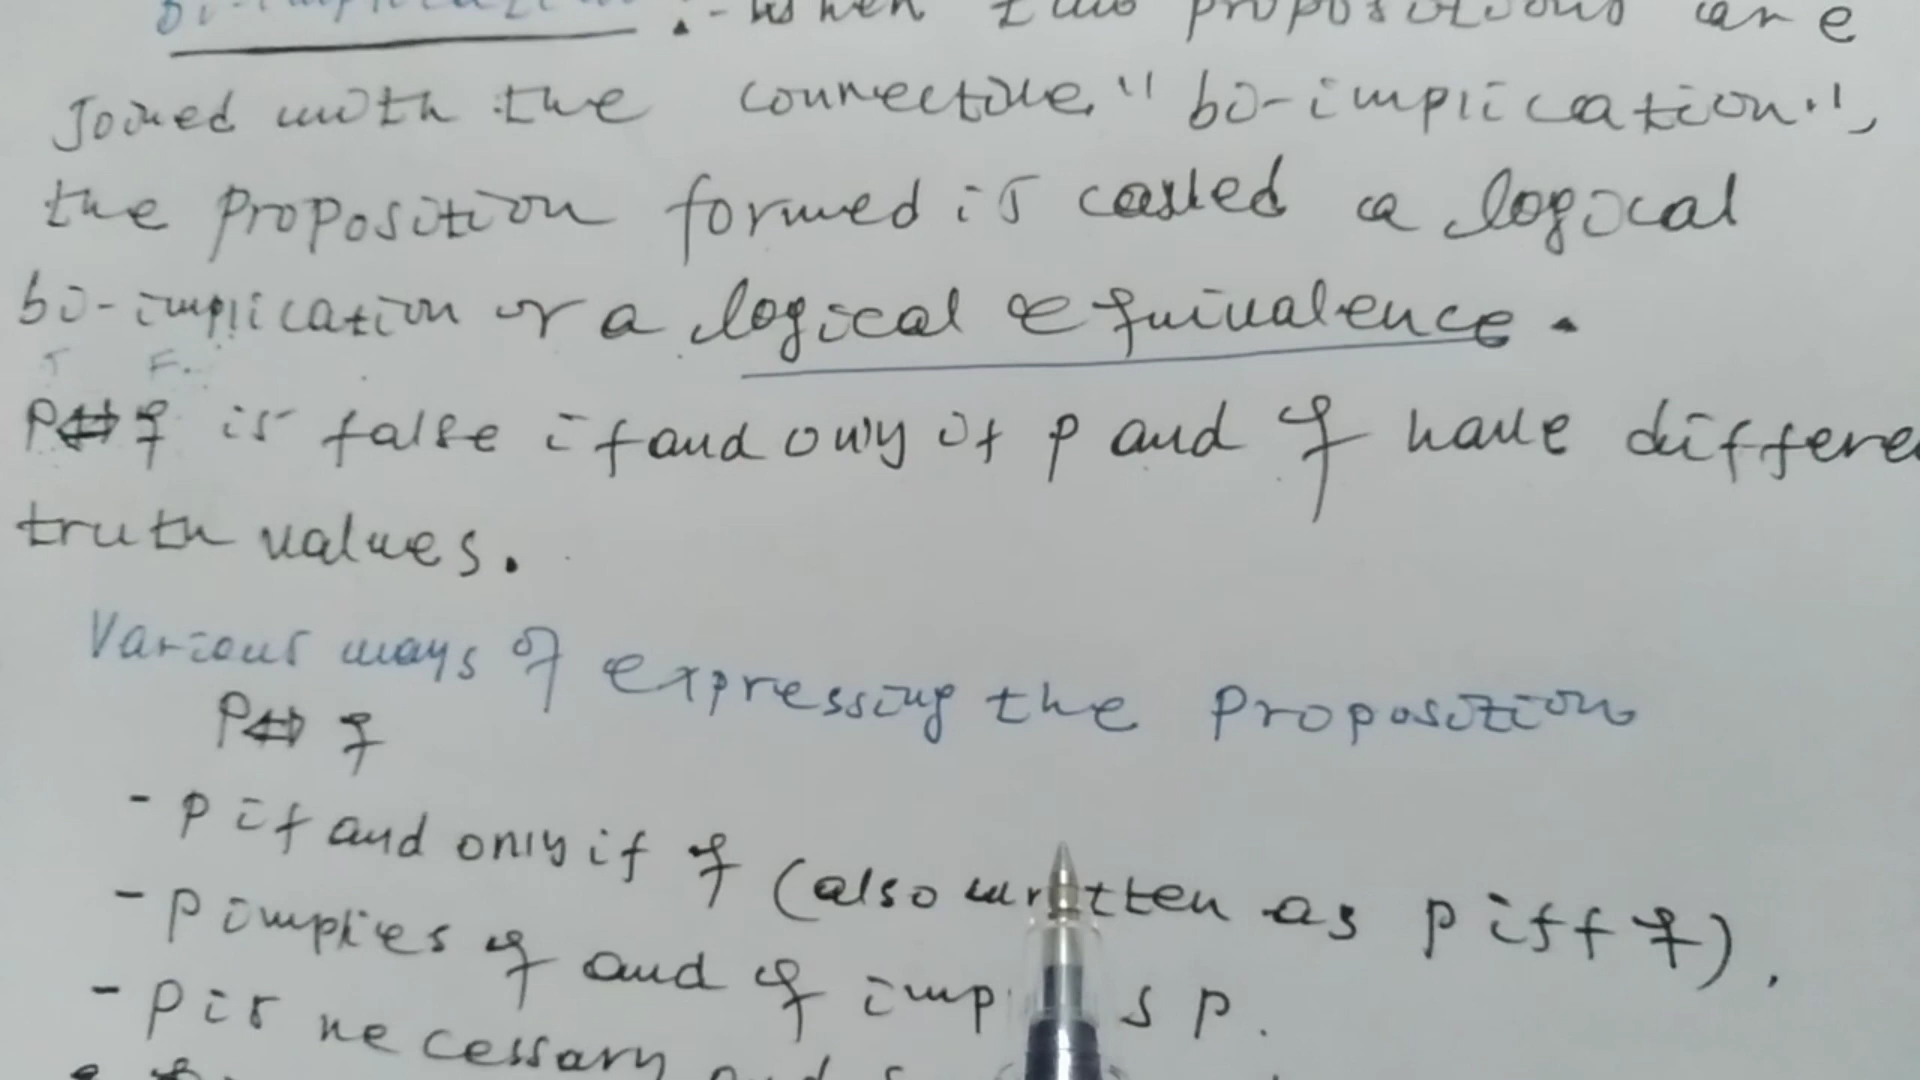 bi-implication :- When two propositions are
Joined with the connective "bi-implication",
the proposition formed is called a logical
bi-implication or a logical equivalence.
T F.
P⇔q is false if and only if p and q have differe
truth values.
Various ways of expressing the proposition
P⇔q
- p if and only if q (also written as p iff q).
- p implies q and q imp s p.
- p is necessary and